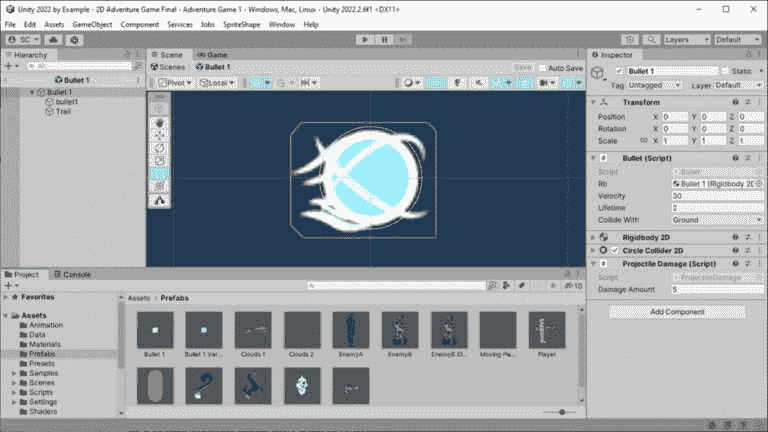 Unity 2022 by Example - 2D Adventure Game Final - Adventure Game 1 - Windows, Mac, Linux - Unity 2022.2.6f1 <DX11>
File Edit Assets GameObject Component Services Jobs SpriteShape Window Help
SC Layers Default
Hierarchy Scene Game Inspector
All Scenes Bullet 1 Save Auto Save Bullet 1 Static
Bullet 1 Pivot Local Tag Untagged Layer Default
Bullet 1 Transform
bullet1 Position X 0 Y 0 Z 0
Trail Rotation X 0 Y 0 Z 0
Scale X 1 Y 1 Z 1
Bullet (Script)
Script
Rb Bullet 1 (Rigidbody 2D
Velocity 30
Lifetime 2
Collide With Ground
Rigidbody 2D
Circle Collider 2D
Projectile Damage (Script)
Script
Damage Amount 5
Add Component
Project Console
10
Favorites Assets > Prefabs
Assets
Animation
Data
Materials
Prefabs
Presets
Samples
Scenes
Scripts
Settings
Shaders
Bullet 1 Bullet 1 Var... Clouds 1 Clouds 2 EnemyA EnemyB EnemyB Di... Moving Pla... Player